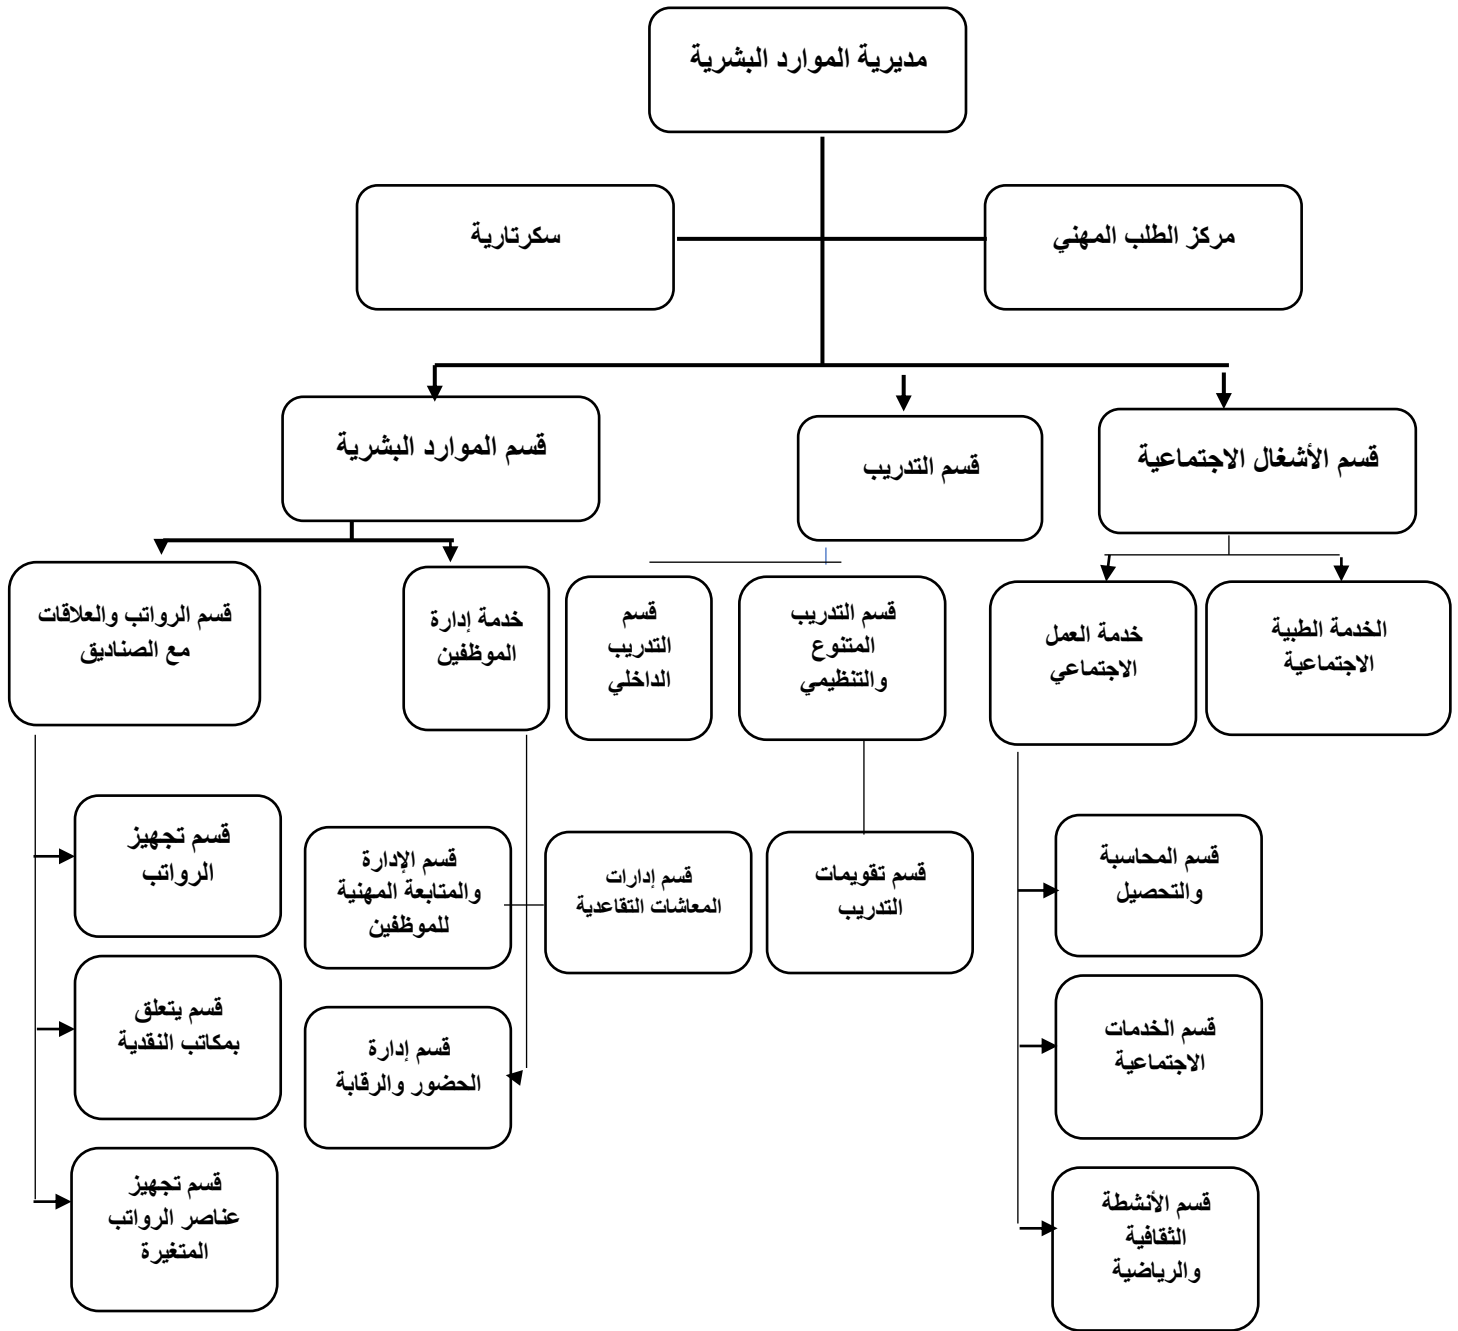 مديرية الموارد البشرية
مركز الطلب المهني
سكرتارية
قسم الأشغال الاجتماعية
قسم التدريب
قسم الموارد البشرية
الخدمة الطبية
الاجتماعية
خدمة العمل
الاجتماعي
قسم التدريب
المتنوع
والتنظيمي
قسم
التدريب
الداخلي
خدمة إدارة
الموظفين
قسم الرواتب والعلاقات
مع الصناديق
قسم المحاسبة
والتحصيل
قسم تقويمات
التدريب
قسم إدارات
المعاشات التقاعدية
قسم الإدارة
والمتابعة المهنية
للموظفين
قسم تجهيز
الرواتب
قسم الخدمات
الاجتماعية
قسم إدارة
الحضور والرقابة
قسم يتعلق
بمكاتب النقدية
قسم الأنشطة
الثقافية
والرياضية
قسم تجهيز
عناصر الرواتب
المتغيرة